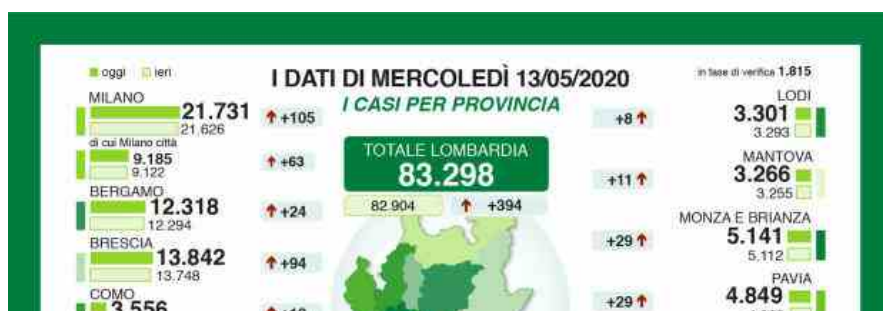 oggi ieri
I DATI DI MERCOLEDÌ 13/05/2020
in fase di verifica 1.815
I CASI PER PROVINCIA
MILANO
21.731
21.626
+105
di cui Milano città
9.185
9.122
+63
BERGAMO
12.318
12.294
+24
BRESCIA
13.842
13.748
+94
COMO
3.556
TOTALE LOMBARDIA
83.298
82.904 +394
LODI
+8
3.301
3.293
MANTOVA
+11
3.266
3.255
MONZA E BRIANZA
+29
5.141
5.112
PAVIA
+29
4.849